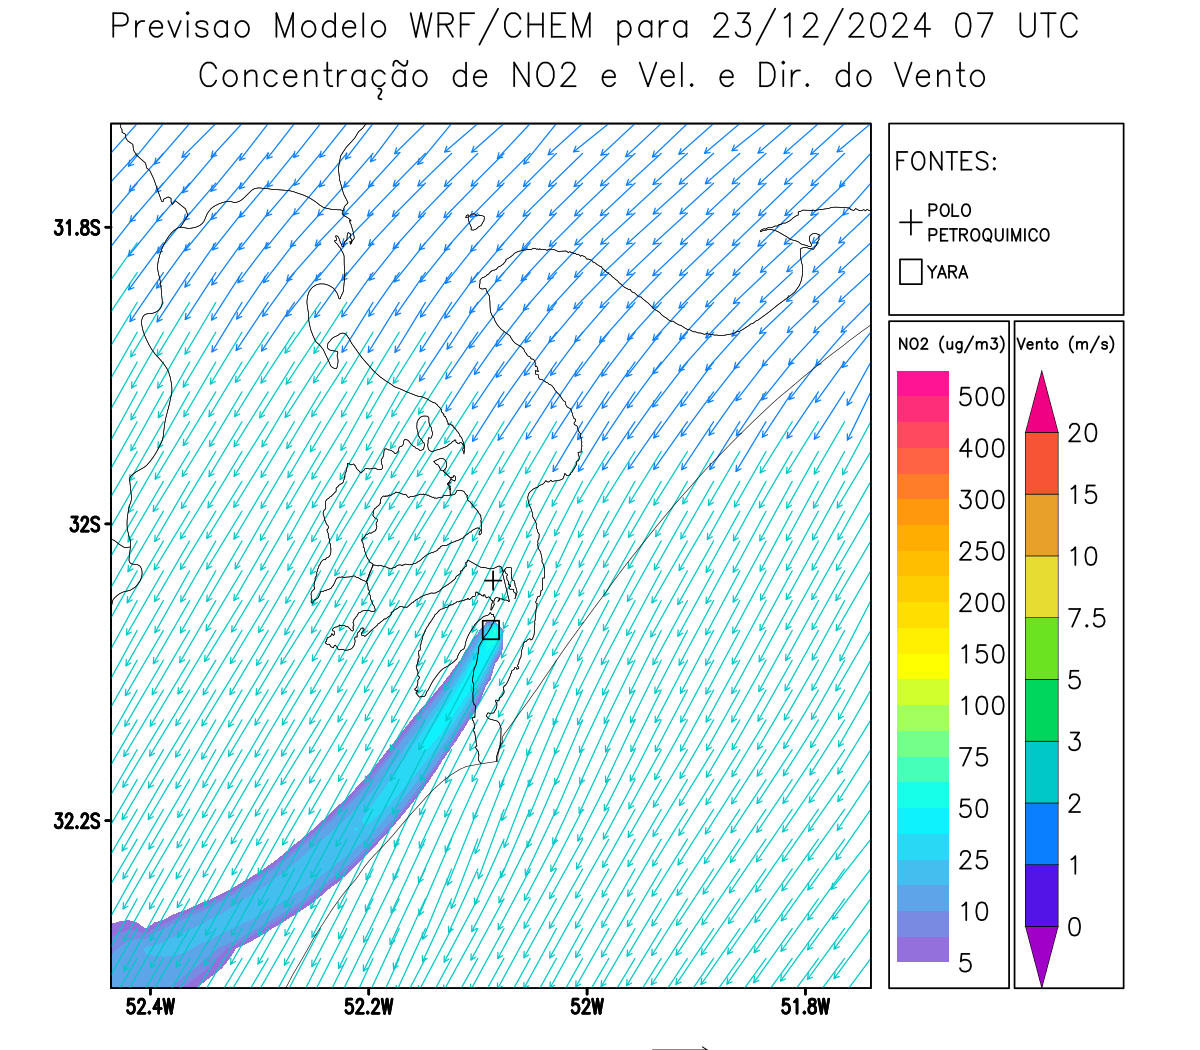 Previsao Modelo WRF/CHEM para 23/12/2024 07 UTC
Concentração de NO2 e Vel. e Dir. do Vento
FONTES:
POLO
PETROQUIMICO
YARA
31.8S
32S
32.2S
52.4W
52.2W
52W
51.8W
NO2 (ug/m3)
500
400
300
250
200
150
100
75
50
25
10
5
Vento (m/s)
20
15
10
7.5
5
3
2
1
0